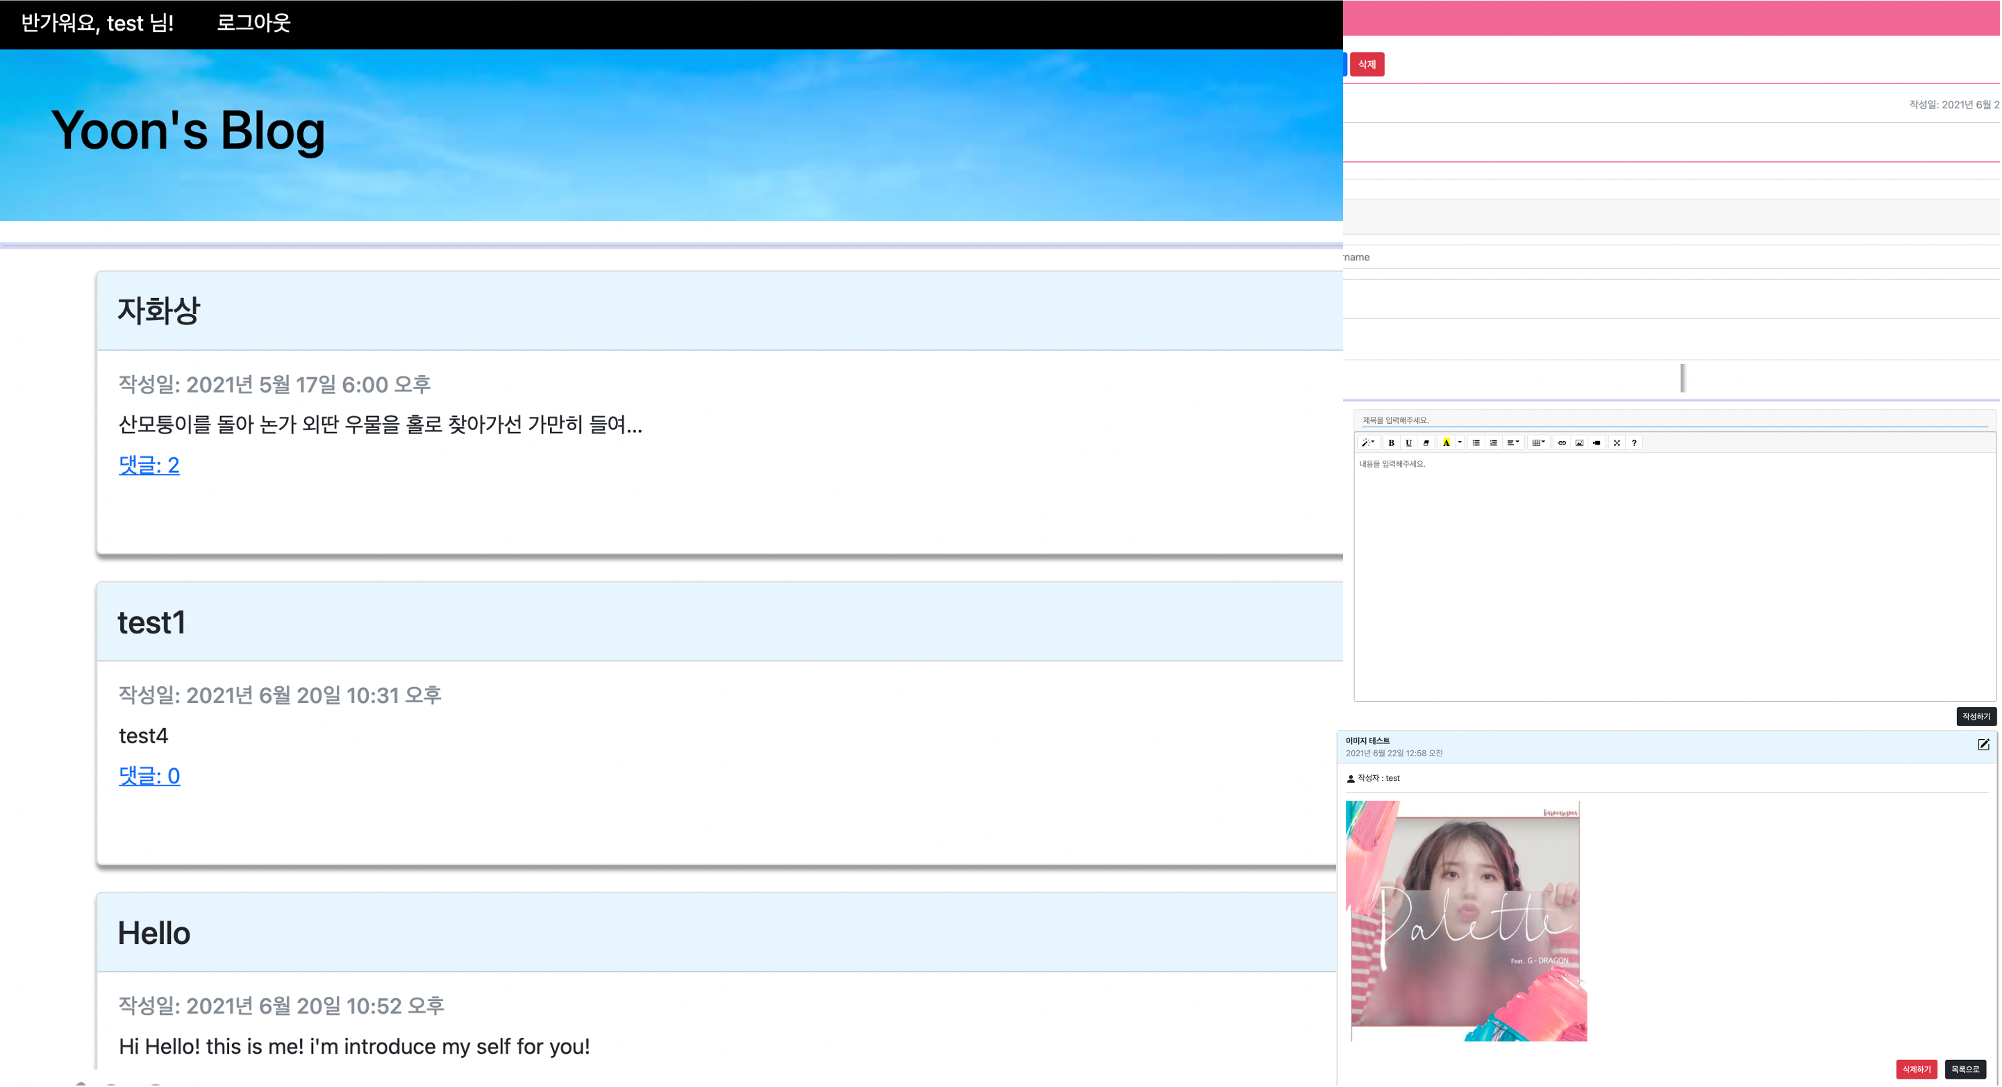 반가워요, test 님!
로그아웃
Yoon's Blog
자화상
작성일: 2021년 5월 17일 6:00 오후
산모퉁이를 돌아 논가 외딴 우물을 홀로 찾아가선 가만히 들여...
댓글: 2
test1
작성일: 2021년 6월 20일 10:31 오후
test4
댓글: 0
Hello
작성일: 2021년 6월 20일 10:52 오후
Hi Hello! this is me! i'm introduce my self for you!
삭제
작성일: 2021년 6월 2
name
제목을 입력해주세요.
B U A ?
내용을 입력해주세요.
작성하기
이미지 테스트
2021년 6월 22일 12:58 오전
작성자 : test
Palette
Feat. G - DRAGON
삭제하기
목록으로